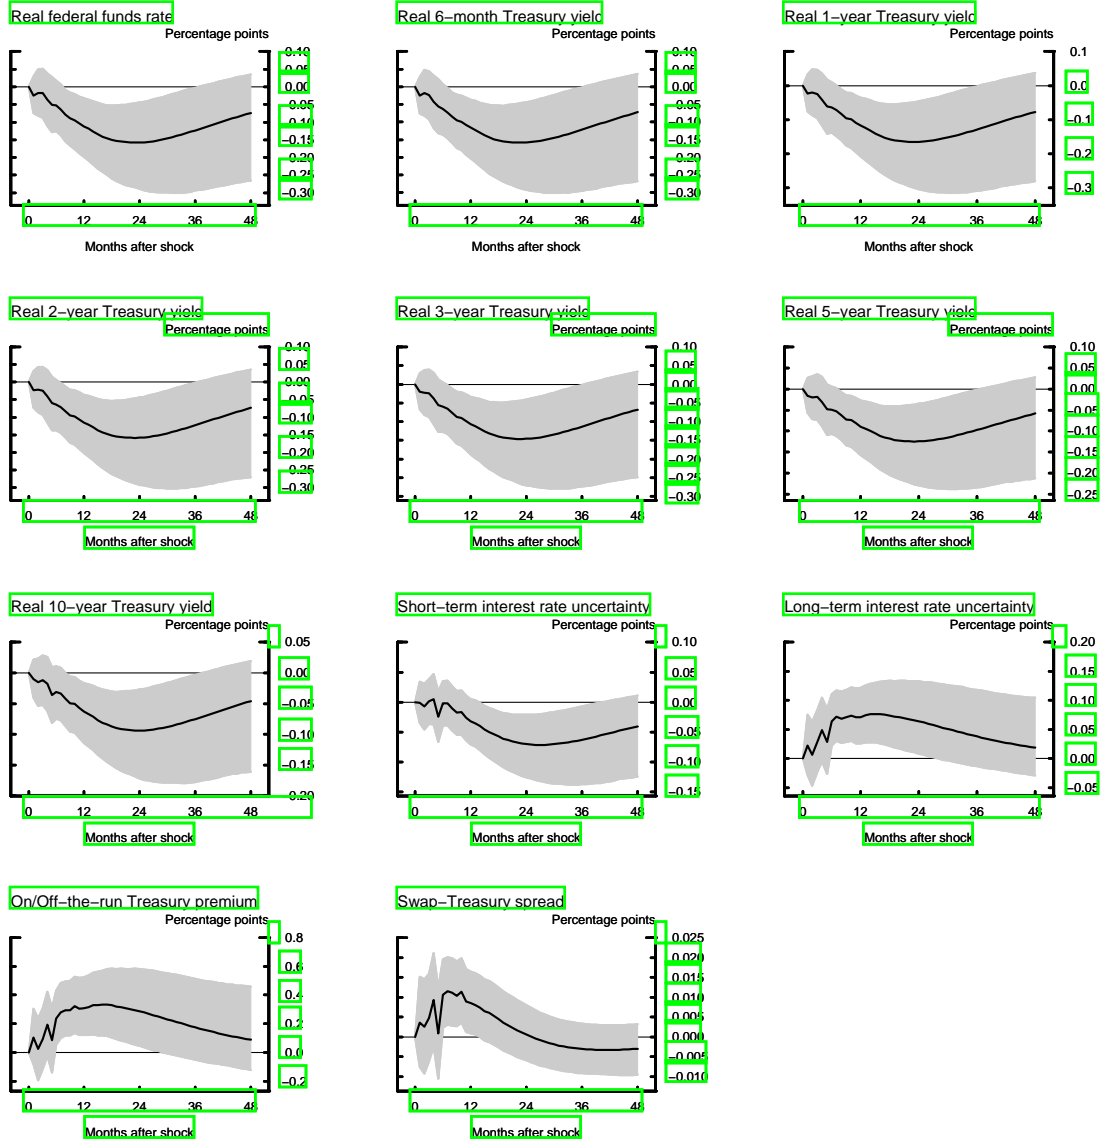 Real federal funds rate
Percentage points
0.10
0.05
0.00
−0.05
−0.10
−0.15
−0.20
−0.25
−0.30
0 12 24 36 48
Months after shock
Real 6−month Treasury yield
Percentage points
0.10
0.05
0.00
−0.05
−0.10
−0.15
−0.20
−0.25
−0.30
0 12 24 36 48
Months after shock
Real 1−year Treasury yield
Percentage points
0.1
0.0
−0.1
−0.2
−0.3
0 12 24 36 48
Months after shock
Real 2−year Treasury yield
Percentage points
0.10
0.05
0.00
−0.05
−0.10
−0.15
−0.20
−0.25
−0.30
0 12 24 36 48
Months after shock
Real 3−year Treasury yield
Percentage points
0.10
0.05
0.00
−0.05
−0.10
−0.15
−0.20
−0.25
−0.30
0 12 24 36 48
Months after shock
Real 5−year Treasury yield
Percentage points
0.10
0.05
0.00
−0.05
−0.10
−0.15
−0.20
−0.25
0 12 24 36 48
Months after shock
Real 10−year Treasury yield
Percentage points
0.05
0.00
−0.05
−0.10
−0.15
−0.20
0 12 24 36 48
Months after shock
Short−term interest rate uncertainty
Percentage points
0.10
0.05
0.00
−0.05
−0.10
−0.15
0 12 24 36 48
Months after shock
Long−term interest rate uncertainty
Percentage points
0.20
0.15
0.10
0.05
0.00
−0.05
0 12 24 36 48
Months after shock
On/Off−the−run Treasury premium
Percentage points
0.8
0.6
0.4
0.2
0.0
−0.2
0 12 24 36 48
Months after shock
Swap−Treasury spread
Percentage points
0.025
0.020
0.015
0.010
0.005
0.000
−0.005
−0.010
0 12 24 36 48
Months after shock